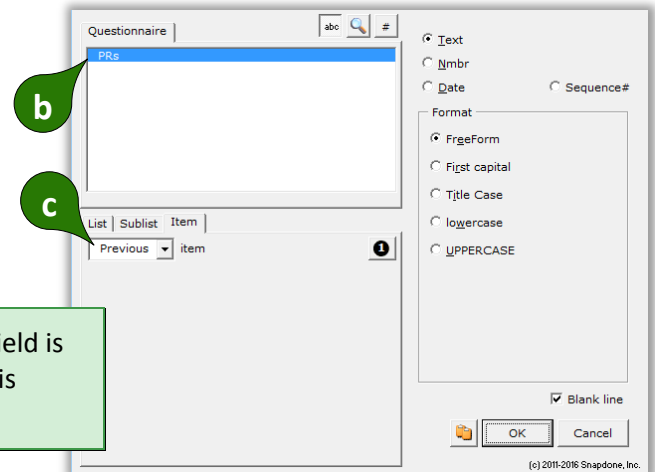 Questionnaire
abc
#
PRs
b
c
List
Sublist
Item
Previous
item
1
ield is
is
Text
Nmbr
Date
Sequence#
Format
FreeForm
First capital
Title Case
lowercase
UPPERCASE
Blank line
OK
Cancel
(c) 2011-2016 Snapdone, Inc.